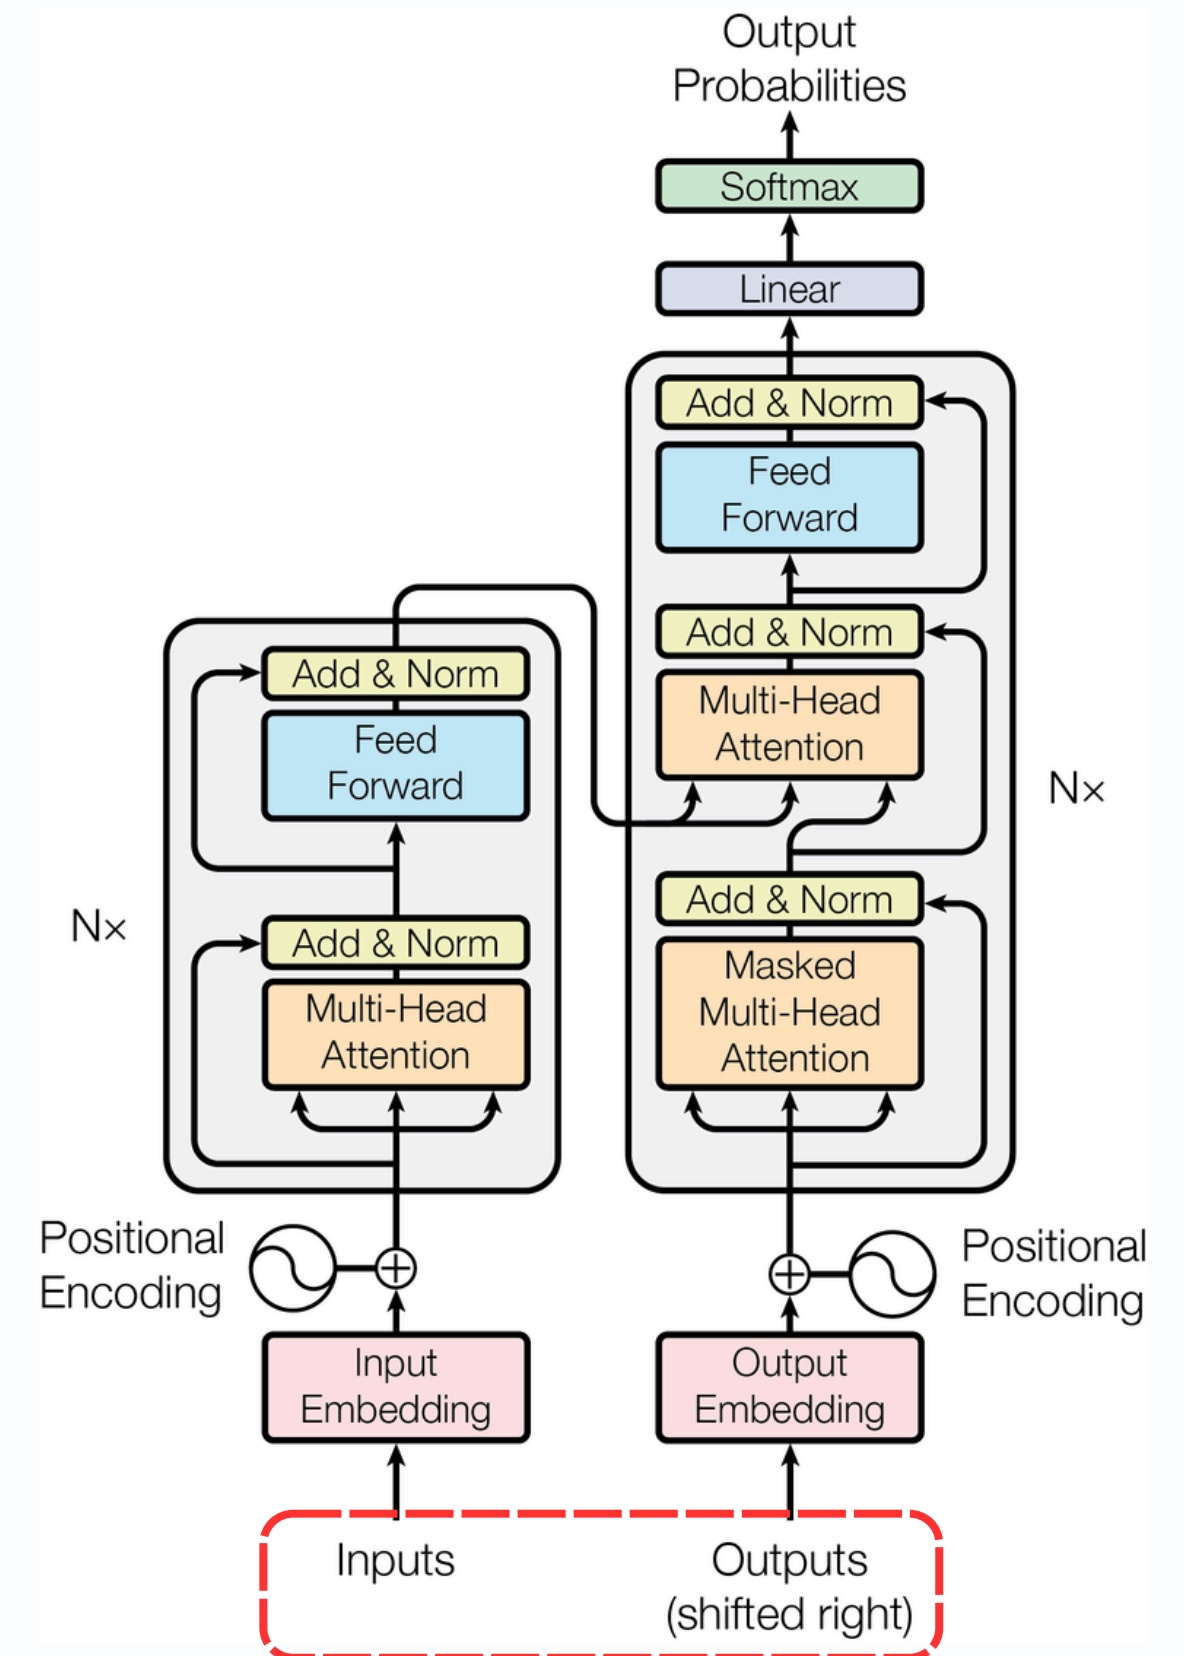 Output
Probabilities
Softmax
Linear
Add & Norm
Feed
Forward
Add & Norm
Multi-Head
Attention
N×
Add & Norm
Masked
Multi-Head
Attention
Add & Norm
Feed
Forward
N×
Add & Norm
Multi-Head
Attention
Positional
Encoding
Positional
Encoding
Input
Embedding
Output
Embedding
Inputs
Outputs
(shifted right)